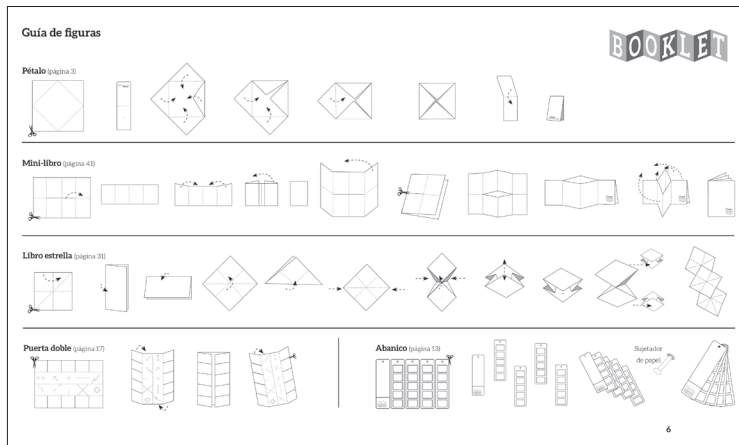 Guía de figuras
BOOKLET
Pétalo (página 3)
Mini-libro (página 41)
Libro estrella (página 31)
Puerta doble (página 17)
Abanico (página 13)
Sujetador
de papel
6